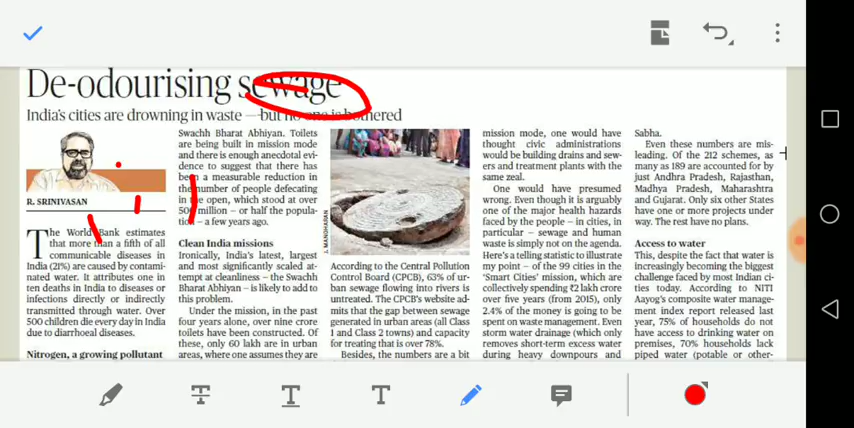 De-odourising sewage
India's cities are drowning in waste — but no one is bothered
R. SRINIVASAN
The World Bank estimates
that more than a fifth of all
communicable diseases in
India (21%) are caused by contami-
nated water. It attributes one in
ten deaths in India to diseases or
infections directly or indirectly
transmitted through water. Over
500 children die every day in India
due to diarrhoeal diseases.
Nitrogen, a growing pollutant
Swachh Bharat Abhiyan. Toilets
are being built in mission mode
and there is enough anecdotal evi-
dence to suggest that there has
been a measurable reduction in
the number of people defecating
in the open, which stood at over
500 million – or half the popula-
tion – a few years ago.
Clean India missions
Ironically, India's latest, largest
and most significantly scaled at-
tempt at cleanliness – the Swachh
Bharat Abhiyan – is likely to add to
this problem.
Under the mission, in the past
four years alone, over nine crore
toilets have been constructed. Of
these, only 60 lakh are in urban
areas, where one assumes they are
J. MANOHARAN
According to the Central Pollution
Control Board (CPCB), 63% of ur-
ban sewage flowing into rivers is
untreated. The CPCB's website ad-
mits that the gap between sewage
generated in urban areas (all Class
1 and Class 2 towns) and capacity
for treating that is over 78%.
Besides, the numbers are a bit
mission mode, one would have
thought civic administrations
would be building drains and sew-
ers and treatment plants with the
same zeal.
One would have presumed
wrong. Even though it is arguably
one of the major health hazards
faced by the people – in cities, in
particular – sewage and human
waste is simply not on the agenda.
Here's a telling statistic to illustrate
my point – of the 99 cities in the
'Smart Cities' mission, which are
collectively spending ₹2 lakh crore
over five years (from 2015), only
2.4% of the money is going to be
spent on waste management. Even
storm water drainage (which only
removes short-term excess water
during heavy downpours and
Sabha.
Even these numbers are mis-
leading. Of the 212 schemes, as
many as 189 are accounted for by
just Andhra Pradesh, Rajasthan,
Madhya Pradesh, Maharashtra
and Gujarat. Only six other States
have one or more projects under
way. The rest have no plans.
Access to water
This, despite the fact that water is
increasingly becoming the biggest
challenge faced by most Indian ci-
ties today. According to NITI
Aayog's composite water manage-
ment index report released last
year, 75% of households do not
have access to drinking water on
premises, 70% households lack
piped water (potable or other-